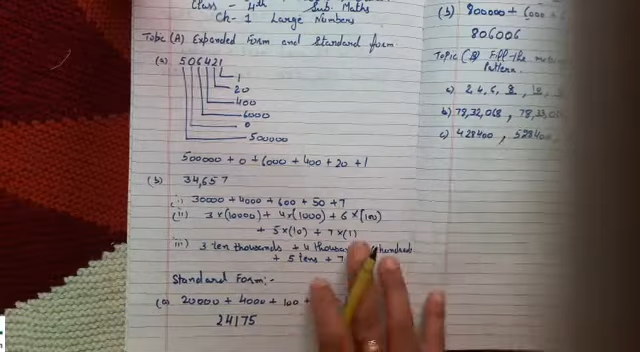 Class - 4th Sub. Maths
Ch-1 Large Numbers
Topic (A) Expanded Form and Standard form
(a) 506421
1
20
400
6000
0
500000
500000 + 0 + 6000 + 400 + 20 + 1
(b) 34,657
i) 30000 + 4000 + 600 + 50 + 7
(ii) 3 x (10000) + 4 x (1000) + 6 x (100)
+ 5 x (10) + 7 x (1)
iii) 3 ten thousands + 4 hundred
+ 5 tens + 7
Standard Form:-
(a) 20000 + 4000 + 100 +
24175
(b) 800000 + 6000 +
806006
Topic (B) Fill the
Pattern.
a) 2, 4, 6, 8, 10,
b) 78,32,068,
c) 428400, 528400